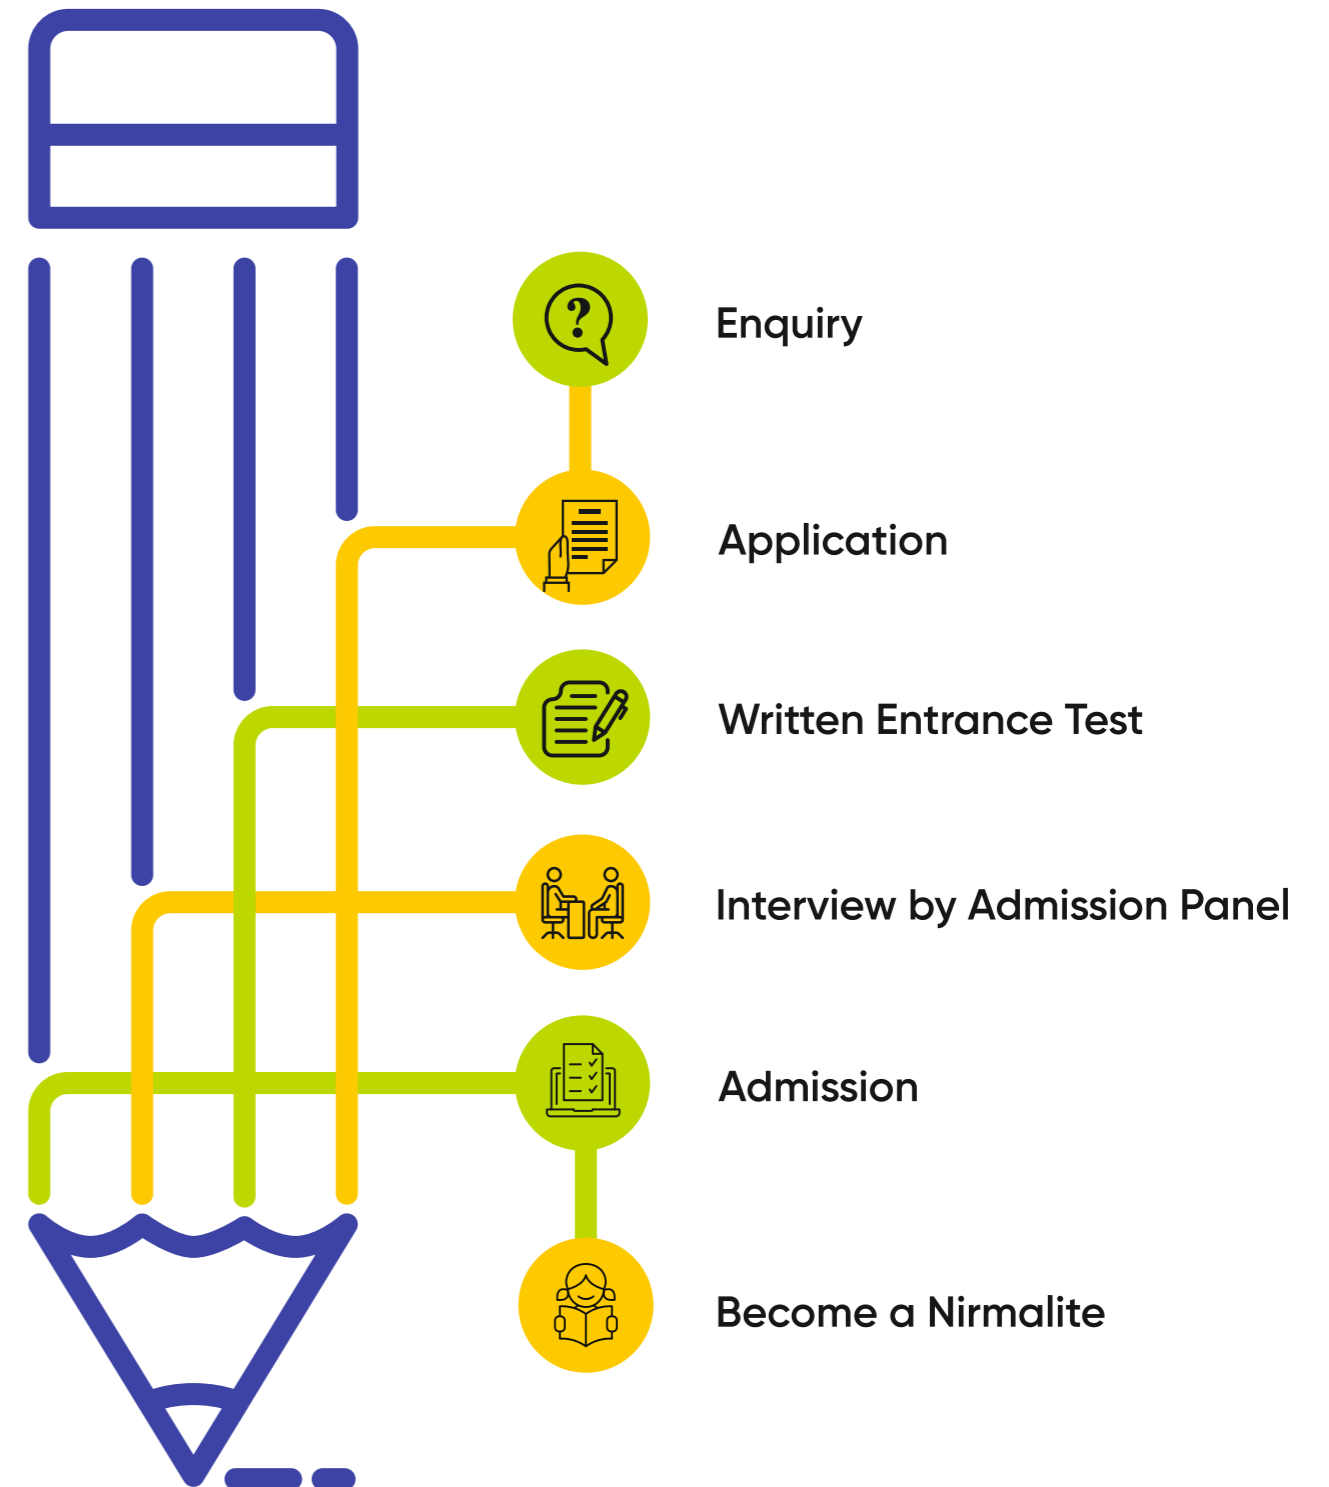 Enquiry
Application
Written Entrance Test
Interview by Admission Panel
Admission
Become a Nirmalite